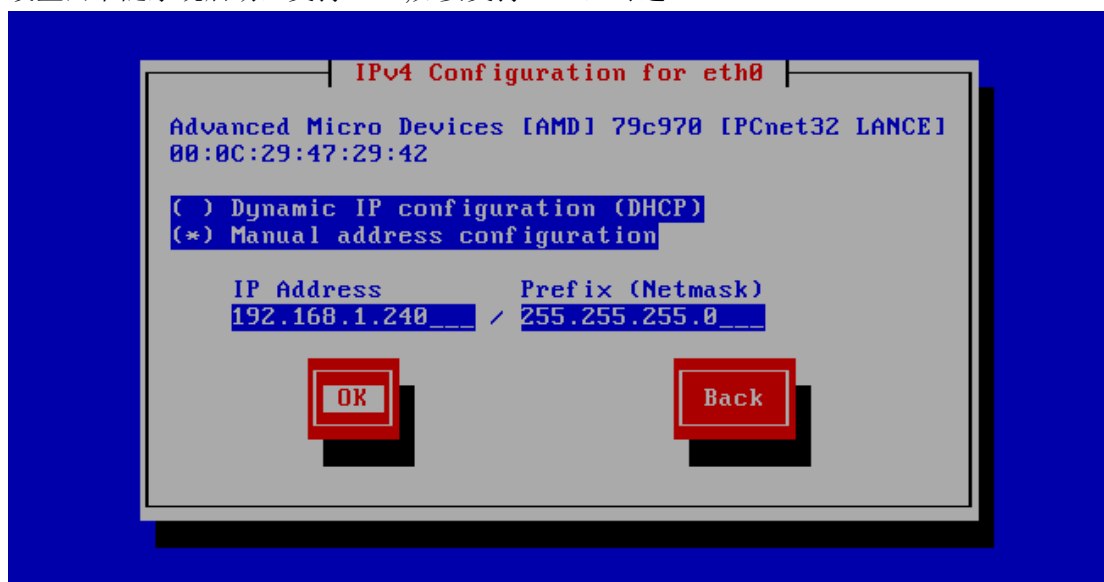 IPv4 Configuration for eth0
Advanced Micro Devices [AMD] 79c970 [PCnet32 LANCE]
00:0C:29:47:29:42
( ) Dynamic IP configuration (DHCP)
(*) Manual address configuration
IP Address Prefix (Netmask)
192.168.1.240___ / 255.255.255.0___
OK Back